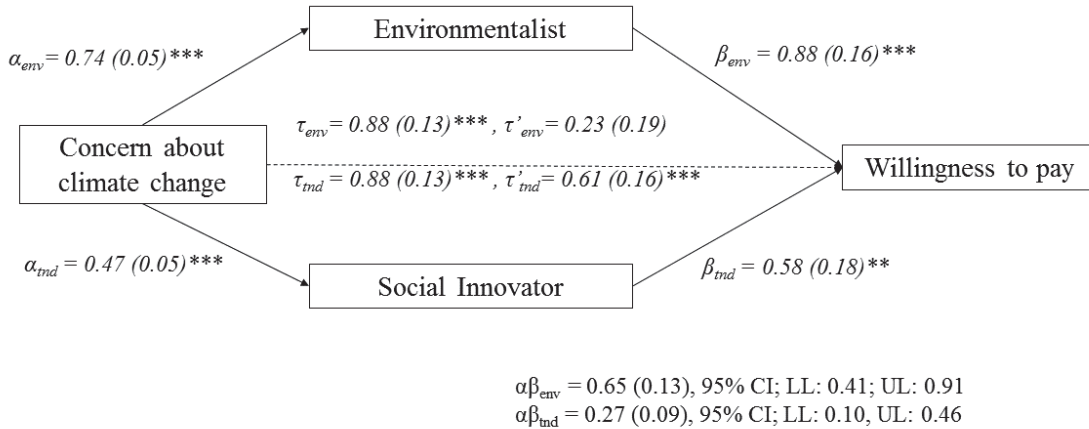 Environmentalist
α_env= 0.74 (0.05)***
β_env = 0.88 (0.16)***
τ_env = 0.88 (0.13)*** , τ’_env= 0.23 (0.19)
Concern about
climate change
Willingness to pay
τ_tnd = 0.88 (0.13)***, τ’_tnd= 0.61 (0.16)***
α_tnd = 0.47 (0.05)***
β_tnd = 0.58 (0.18)**
Social Innovator
αβ_env = 0.65 (0.13), 95% CI; LL: 0.41; UL: 0.91
αβ_tnd = 0.27 (0.09), 95% CI; LL: 0.10, UL: 0.46